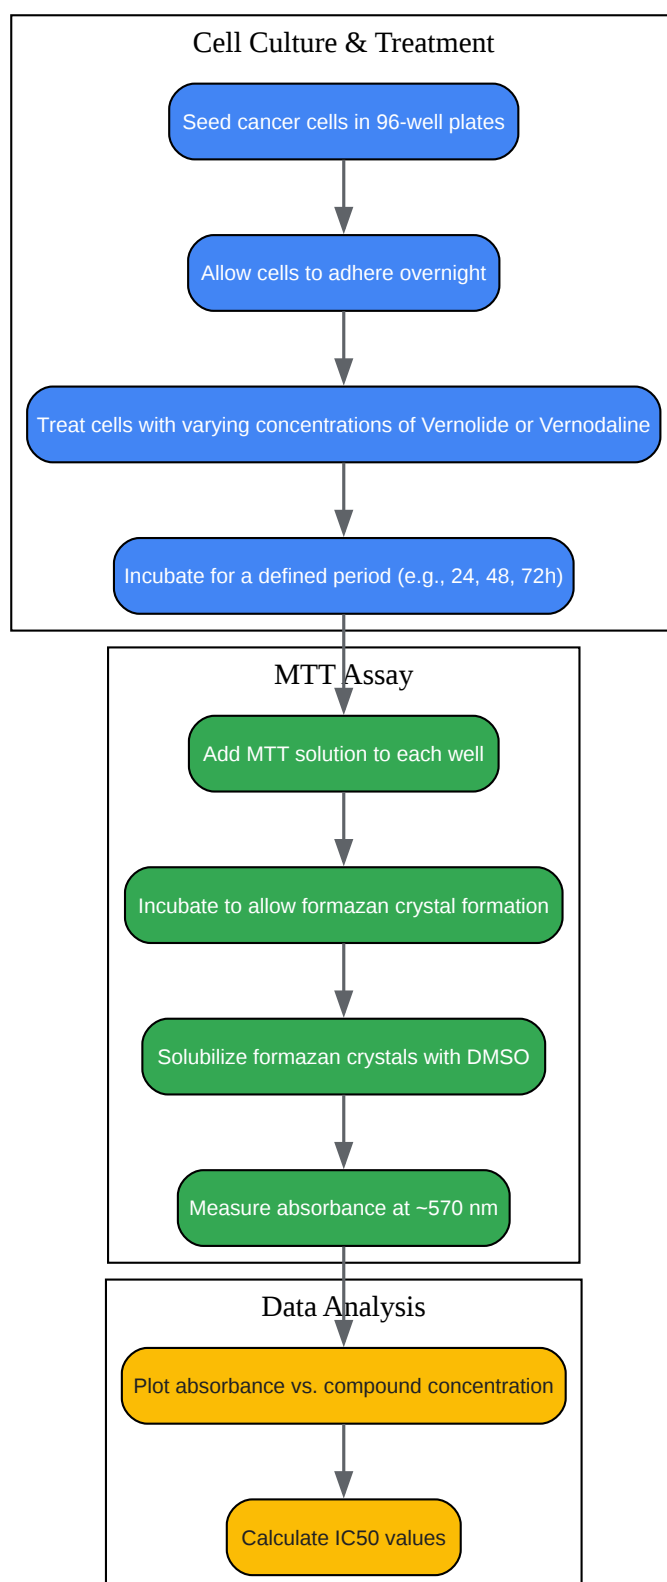 Cell Culture & Treatment
Seed cancer cells in 96-well plates
Allow cells to adhere overnight
Treat cells with varying concentrations of Vernolide or Vernodaline
Incubate for a defined period (e.g., 24, 48, 72h)
MTT Assay
Add MTT solution to each well
Incubate to allow formazan crystal formation
Solubilize formazan crystals with DMSO
Measure absorbance at ~570 nm
Data Analysis
Plot absorbance vs. compound concentration
Calculate IC50 values